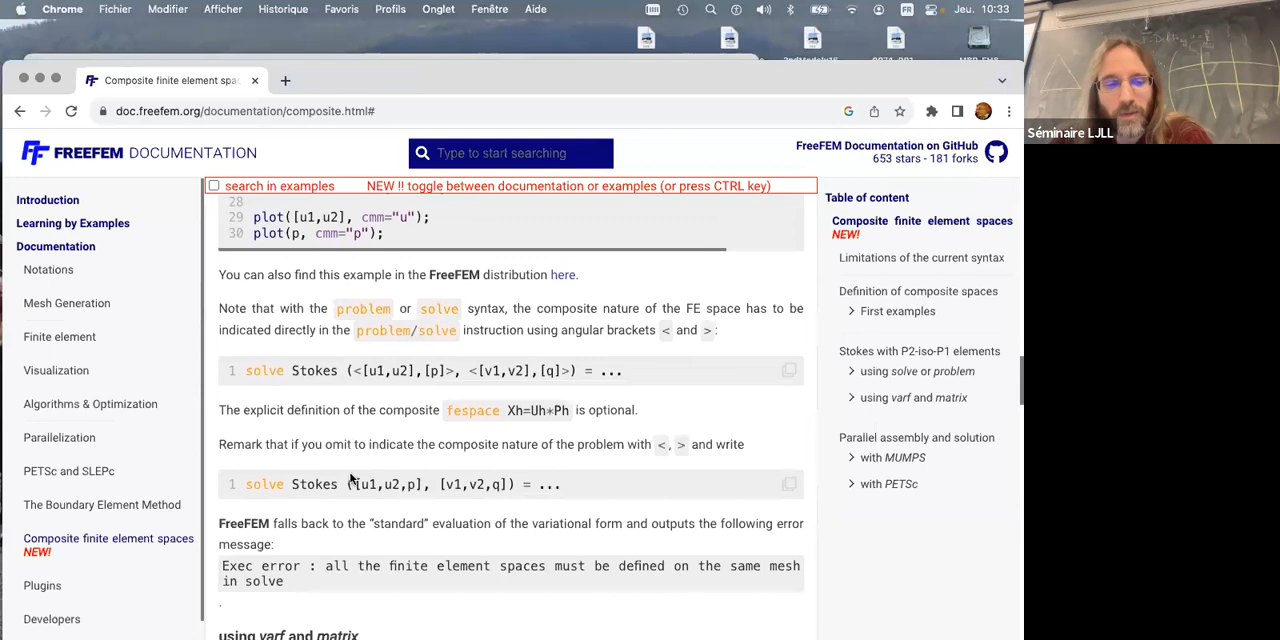 Chrome Fichier Modifier Afficher Historique Favoris Profils Onglet Fenêtre Aide FR Jeu. 10:33
Composite finite element spac
doc.freefem.org/documentation/composite.html#
FREEFEM DOCUMENTATION
Type to start searching
FreeFEM Documentation on GitHub
653 stars - 181 forks
Séminaire LJLL
search in examples NEW !! toggle between documentation or examples (or press CTRL key)
Introduction
Learning by Examples
Documentation
Notations
Mesh Generation
Finite element
Visualization
Algorithms & Optimization
Parallelization
PETSc and SLEPc
The Boundary Element Method
Composite finite element spaces
NEW!
Plugins
Developers
28
29 plot([u1,u2], cmm="u");
30 plot(p, cmm="p");
You can also find this example in the FreeFEM distribution here.
Note that with the problem or solve syntax, the composite nature of the FE space has to be
indicated directly in the problem/solve instruction using angular brackets < and > :
1 solve Stokes (<[u1,u2],[p]>, <[v1,v2],[q]>) = ...
The explicit definition of the composite fespace Xh=Uh*Ph is optional.
Remark that if you omit to indicate the composite nature of the problem with < , > and write
1 solve Stokes ([u1,u2,p], [v1,v2,q]) = ...
FreeFEM falls back to the “standard” evaluation of the variational form and outputs the following error
message:
Exec error : all the finite element spaces must be defined on the same mesh
in solve
.
using varf and matrix
Table of content
Composite finite element spaces
NEW!
Limitations of the current syntax
Definition of composite spaces
First examples
Stokes with P2-iso-P1 elements
using solve or problem
using varf and matrix
Parallel assembly and solution
with MUMPS
with PETSc